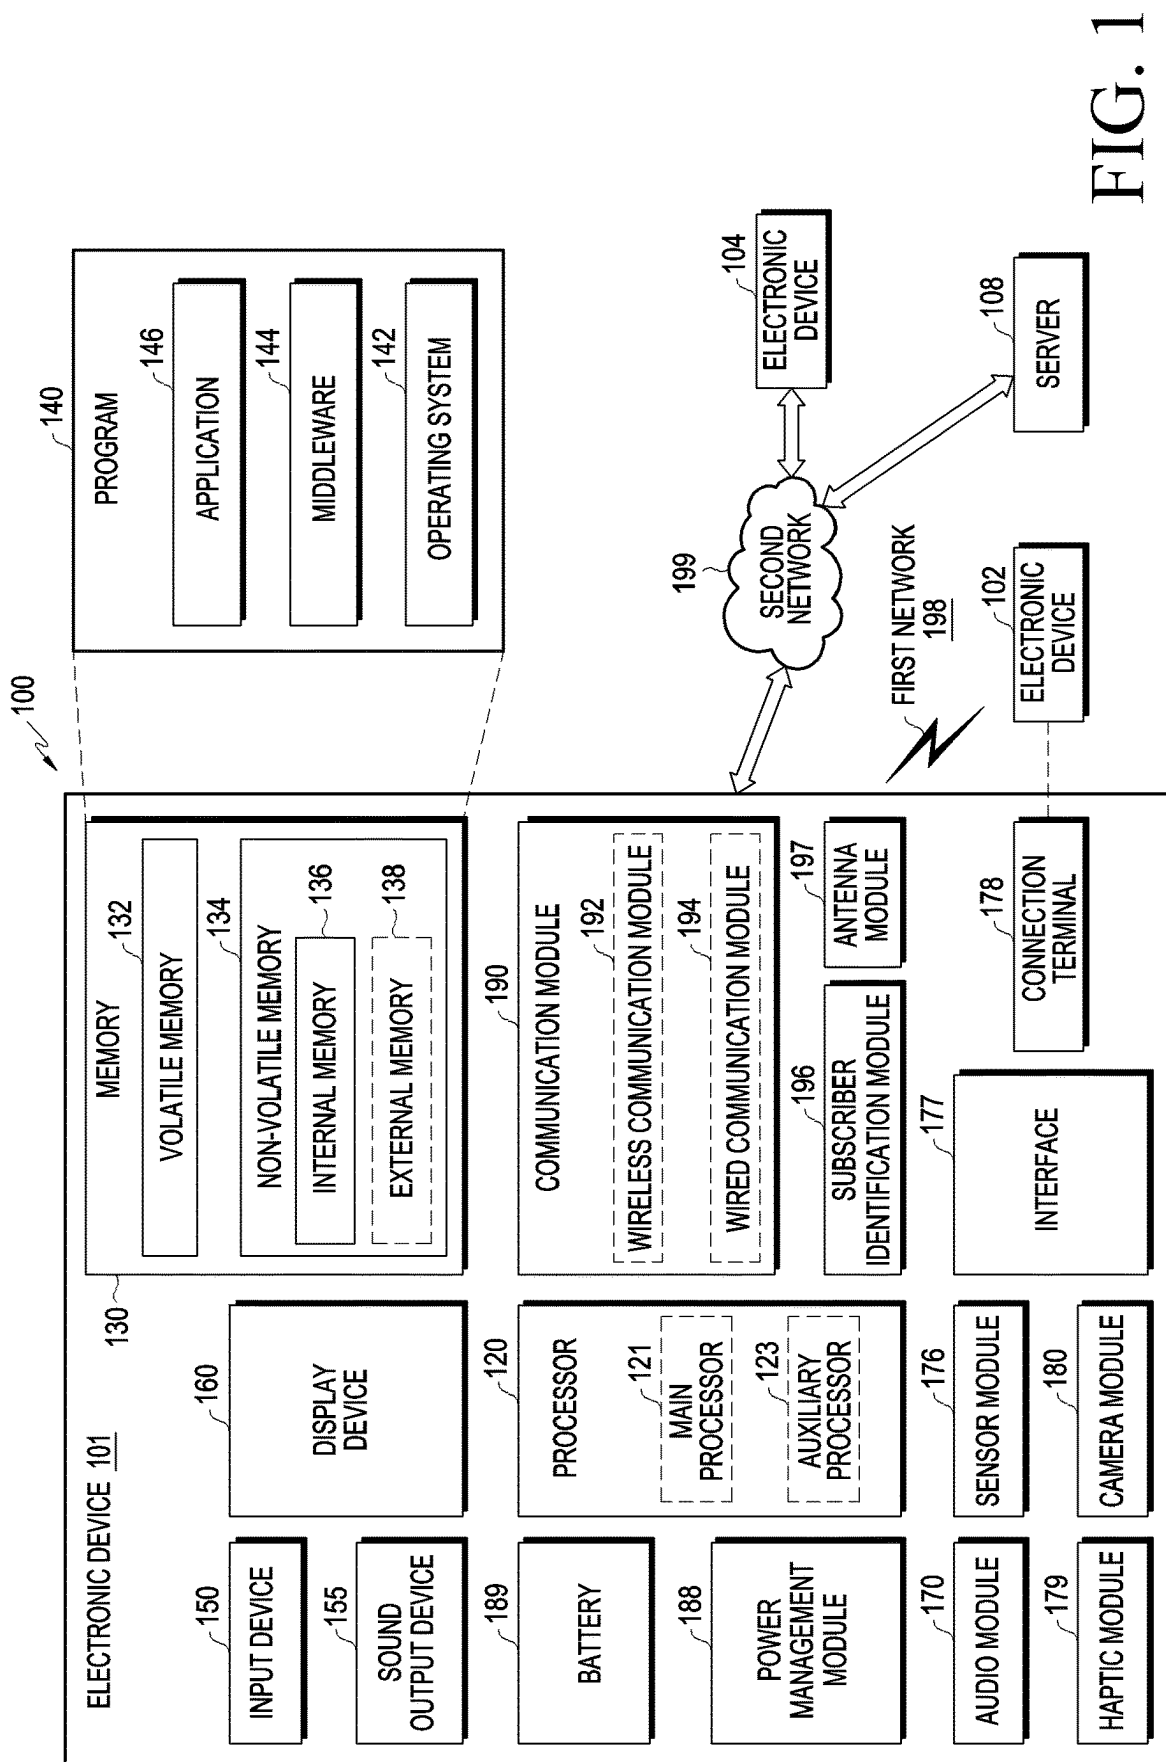 100
ELECTRONIC DEVICE 101
150
INPUT DEVICE
155
SOUND
OUTPUT DEVICE
189
BATTERY
188
POWER
MANAGEMENT
MODULE
170
AUDIO MODULE
179
HAPTIC MODULE
160
DISPLAY
DEVICE
120
PROCESSOR
121
MAIN
PROCESSOR
123
AUXILIARY
PROCESSOR
176
SENSOR MODULE
180
CAMERA MODULE
130
MEMORY
132
VOLATILE MEMORY
134
NON-VOLATILE MEMORY
136
INTERNAL MEMORY
138
EXTERNAL MEMORY
190
COMMUNICATION MODULE
192
WIRELESS COMMUNICATION MODULE
194
WIRED COMMUNICATION MODULE
196
SUBSCRIBER
IDENTIFICATION MODULE
197
ANTENNA
MODULE
177
INTERFACE
178
CONNECTION
TERMINAL
140
PROGRAM
146
APPLICATION
144
MIDDLEWARE
142
OPERATING SYSTEM
199
SECOND
NETWORK
104
ELECTRONIC
DEVICE
FIRST NETWORK
198
102
ELECTRONIC
DEVICE
108
SERVER
FIG. 1